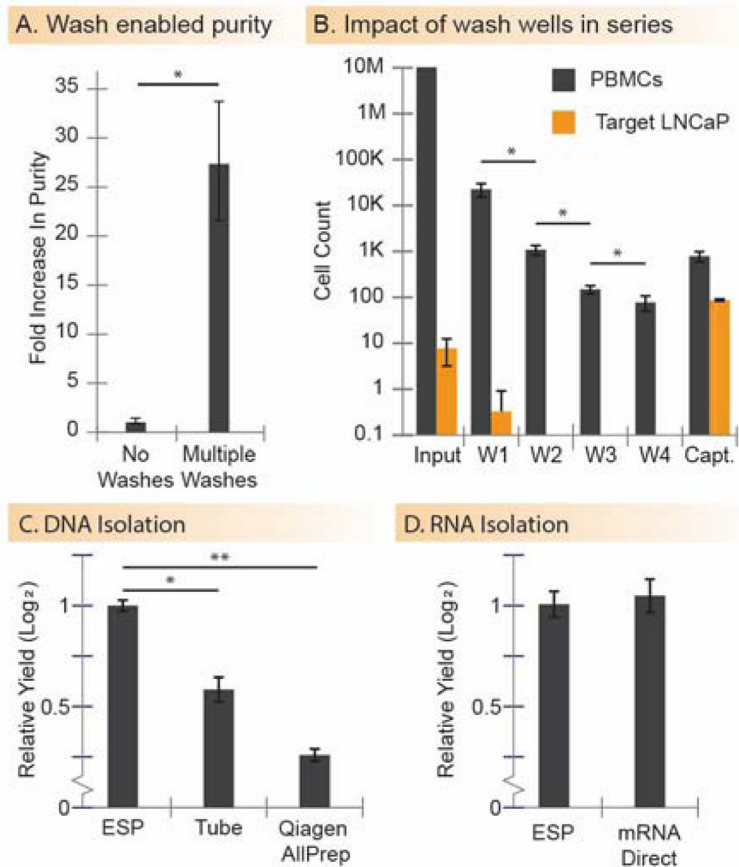 A. Wash enabled purity
Fold Increase In Purity
35
30
25
20
15
10
5
0
*
No Washes
Multiple Washes
B. Impact of wash wells in series
Cell Count
10M
1M
100K
10K
1K
100
10
1
0.1
PBMCs
Target LNCaP
*
*
*
Input W1 W2 W3 W4 Capt.
C. DNA Isolation
Relative Yield (Log₂)
1
0.5
0
**
*
ESP
Tube
Qiagen
AllPrep
D. RNA Isolation
Relative Yield (Log₂)
1
0.5
0
ESP
mRNA
Direct